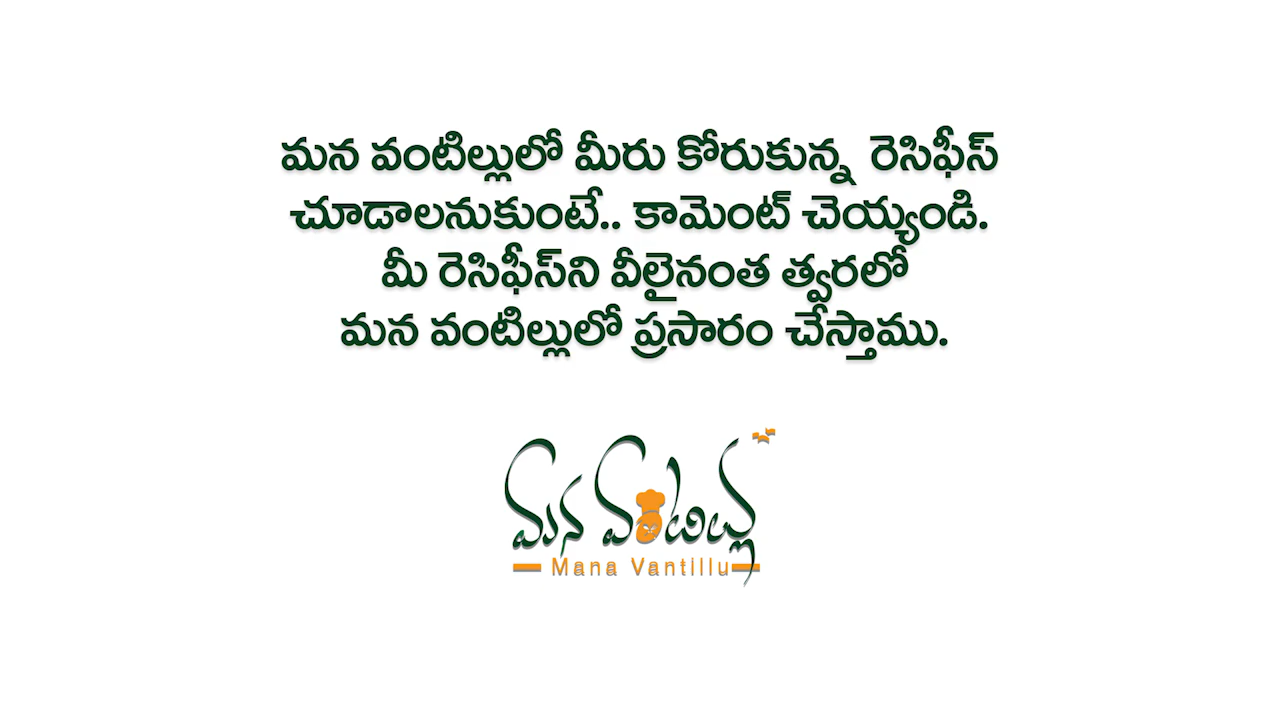 మన వంటిల్లులో మీరు కోరుకున్న రెసిఫీస్
చూడాలనుకుంటే.. కామెంట్ చెయ్యండి.
మీ రెసిఫీస్‌ని వీలైనంత త్వరలో
మన వంటిల్లులో ప్రసారం చేస్తాము.
మన వంటిల్లు
Mana Vantillu